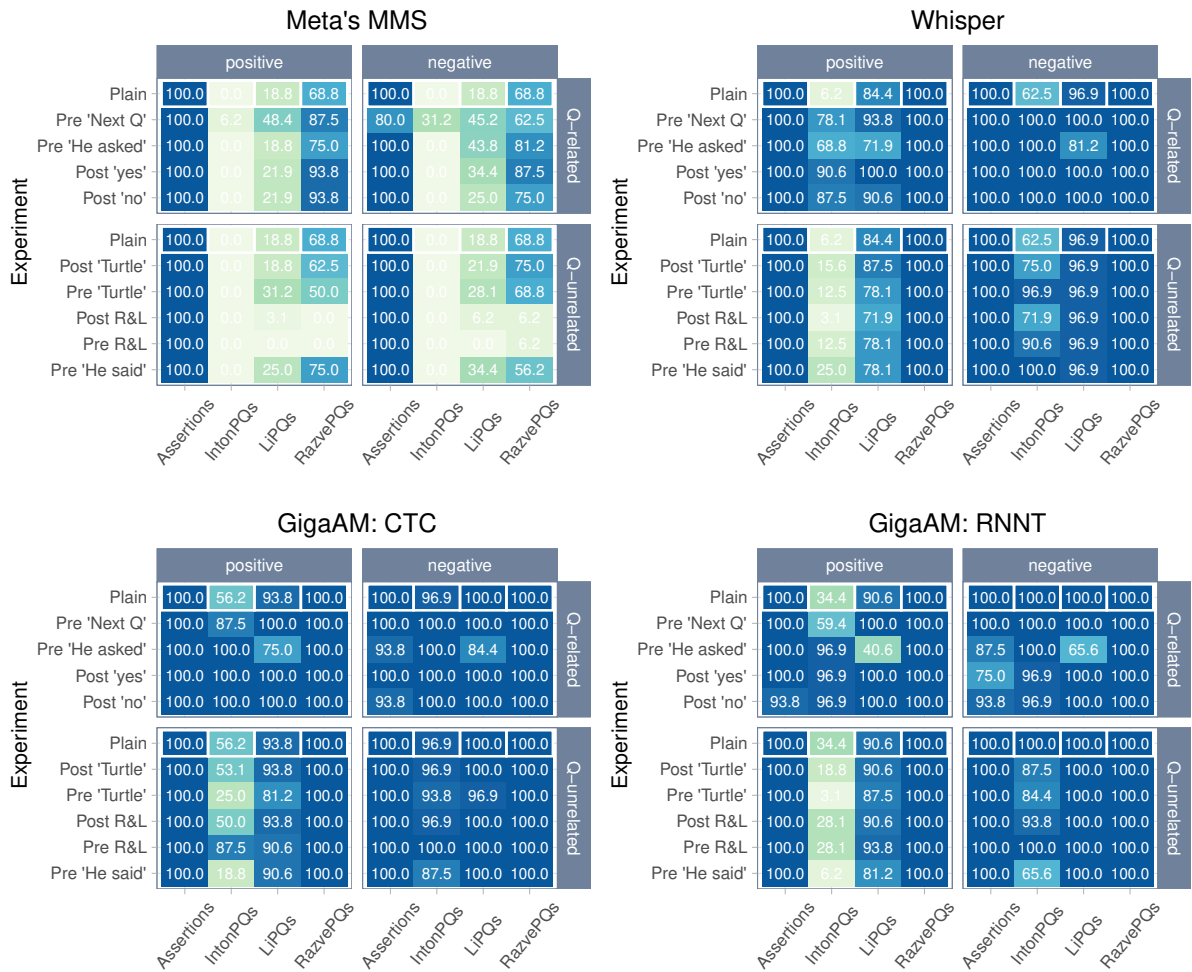 Meta's MMS
positive negative
Plain 100.0 0.0 18.8 68.8 100.0 0.0 18.8 68.8
Pre 'Next Q' 100.0 6.2 48.4 87.5 80.0 31.2 45.2 62.5
Pre 'He asked' 100.0 0.0 18.8 75.0 100.0 0.0 43.8 81.2
Post 'yes' 100.0 0.0 21.9 93.8 100.0 0.0 34.4 87.5
Post 'no' 100.0 0.0 21.9 93.8 100.0 0.0 25.0 75.0
Q-related
Plain 100.0 0.0 18.8 68.8 100.0 0.0 18.8 68.8
Post 'Turtle' 100.0 0.0 18.8 62.5 100.0 0.0 21.9 75.0
Pre 'Turtle' 100.0 0.0 31.2 50.0 100.0 0.0 28.1 68.8
Post R&L 100.0 0.0 3.1 0.0 100.0 0.0 6.2 6.2
Pre R&L 100.0 0.0 0.0 0.0 100.0 0.0 0.0 6.2
Pre 'He said' 100.0 0.0 25.0 75.0 100.0 0.0 34.4 56.2
Q-unrelated
Experiment
Assertions IntonPQs LiPQs RazvePQs Assertions IntonPQs LiPQs RazvePQs
Whisper
positive negative
Plain 100.0 6.2 84.4 100.0 100.0 62.5 96.9 100.0
Pre 'Next Q' 100.0 78.1 93.8 100.0 100.0 100.0 100.0 100.0
Pre 'He asked' 100.0 68.8 71.9 100.0 100.0 100.0 81.2 100.0
Post 'yes' 100.0 90.6 100.0 100.0 100.0 100.0 100.0 100.0
Post 'no' 100.0 87.5 90.6 100.0 100.0 100.0 100.0 100.0
Q-related
Plain 100.0 6.2 84.4 100.0 100.0 62.5 96.9 100.0
Post 'Turtle' 100.0 15.6 87.5 100.0 100.0 75.0 96.9 100.0
Pre 'Turtle' 100.0 12.5 78.1 100.0 100.0 96.9 96.9 100.0
Post R&L 100.0 3.1 71.9 100.0 100.0 71.9 96.9 100.0
Pre R&L 100.0 12.5 78.1 100.0 100.0 90.6 96.9 100.0
Pre 'He said' 100.0 25.0 78.1 100.0 100.0 100.0 96.9 100.0
Q-unrelated
Experiment
Assertions IntonPQs LiPQs RazvePQs Assertions IntonPQs LiPQs RazvePQs
GigaAM: CTC
positive negative
Plain 100.0 56.2 93.8 100.0 100.0 96.9 100.0 100.0
Pre 'Next Q' 100.0 87.5 100.0 100.0 100.0 100.0 100.0 100.0
Pre 'He asked' 100.0 100.0 75.0 100.0 93.8 100.0 84.4 100.0
Post 'yes' 100.0 100.0 100.0 100.0 100.0 100.0 100.0 100.0
Post 'no' 100.0 100.0 100.0 100.0 93.8 100.0 100.0 100.0
Q-related
Plain 100.0 56.2 93.8 100.0 100.0 96.9 100.0 100.0
Post 'Turtle' 100.0 53.1 93.8 100.0 100.0 96.9 100.0 100.0
Pre 'Turtle' 100.0 25.0 81.2 100.0 100.0 93.8 96.9 100.0
Post R&L 100.0 50.0 93.8 100.0 100.0 96.9 100.0 100.0
Pre R&L 100.0 87.5 90.6 100.0 100.0 100.0 100.0 100.0
Pre 'He said' 100.0 18.8 90.6 100.0 100.0 87.5 100.0 100.0
Q-unrelated
Experiment
Assertions IntonPQs LiPQs RazvePQs Assertions IntonPQs LiPQs RazvePQs
GigaAM: RNNT
positive negative
Plain 100.0 34.4 90.6 100.0 100.0 100.0 100.0 100.0
Pre 'Next Q' 100.0 59.4 100.0 100.0 100.0 100.0 100.0 100.0
Pre 'He asked' 100.0 96.9 40.6 100.0 87.5 100.0 65.6 100.0
Post 'yes' 100.0 96.9 100.0 100.0 75.0 96.9 100.0 100.0
Post 'no' 93.8 96.9 100.0 100.0 93.8 96.9 100.0 100.0
Q-related
Plain 100.0 34.4 90.6 100.0 100.0 100.0 100.0 100.0
Post 'Turtle' 100.0 18.8 90.6 100.0 100.0 87.5 100.0 100.0
Pre 'Turtle' 100.0 3.1 87.5 100.0 100.0 84.4 100.0 100.0
Post R&L 100.0 28.1 90.6 100.0 100.0 93.8 100.0 100.0
Pre R&L 100.0 28.1 93.8 100.0 100.0 100.0 100.0 100.0
Pre 'He said' 100.0 6.2 81.2 100.0 100.0 65.6 100.0 100.0
Q-unrelated
Experiment
Assertions IntonPQs LiPQs RazvePQs Assertions IntonPQs LiPQs RazvePQs